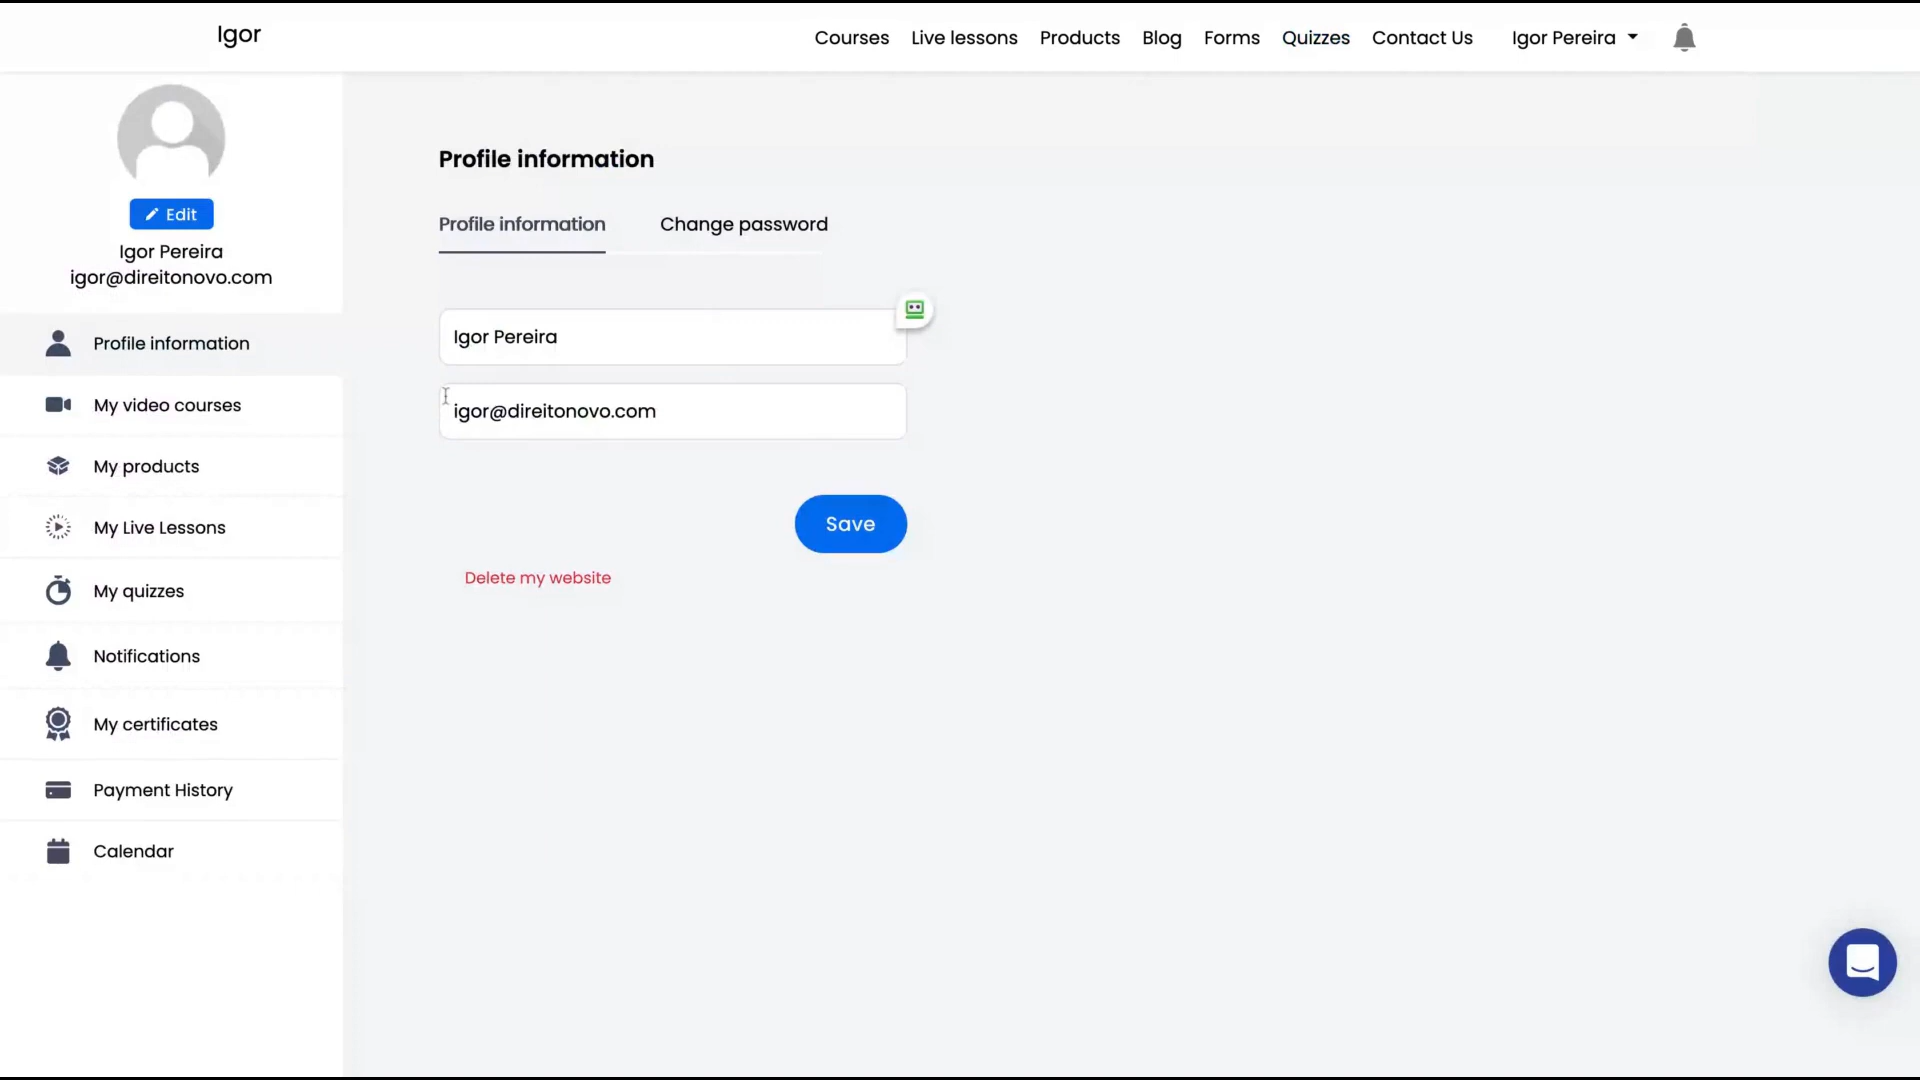 Igor
Courses Live lessons Products Blog Forms Quizzes Contact Us Igor Pereira
Edit
Igor Pereira
igor@direitonovo.com
Profile information
My video courses
My products
My Live Lessons
My quizzes
Notifications
My certificates
Payment History
Calendar
Profile information
Profile information Change password
Igor Pereira
igor@direitonovo.com
Save
Delete my website